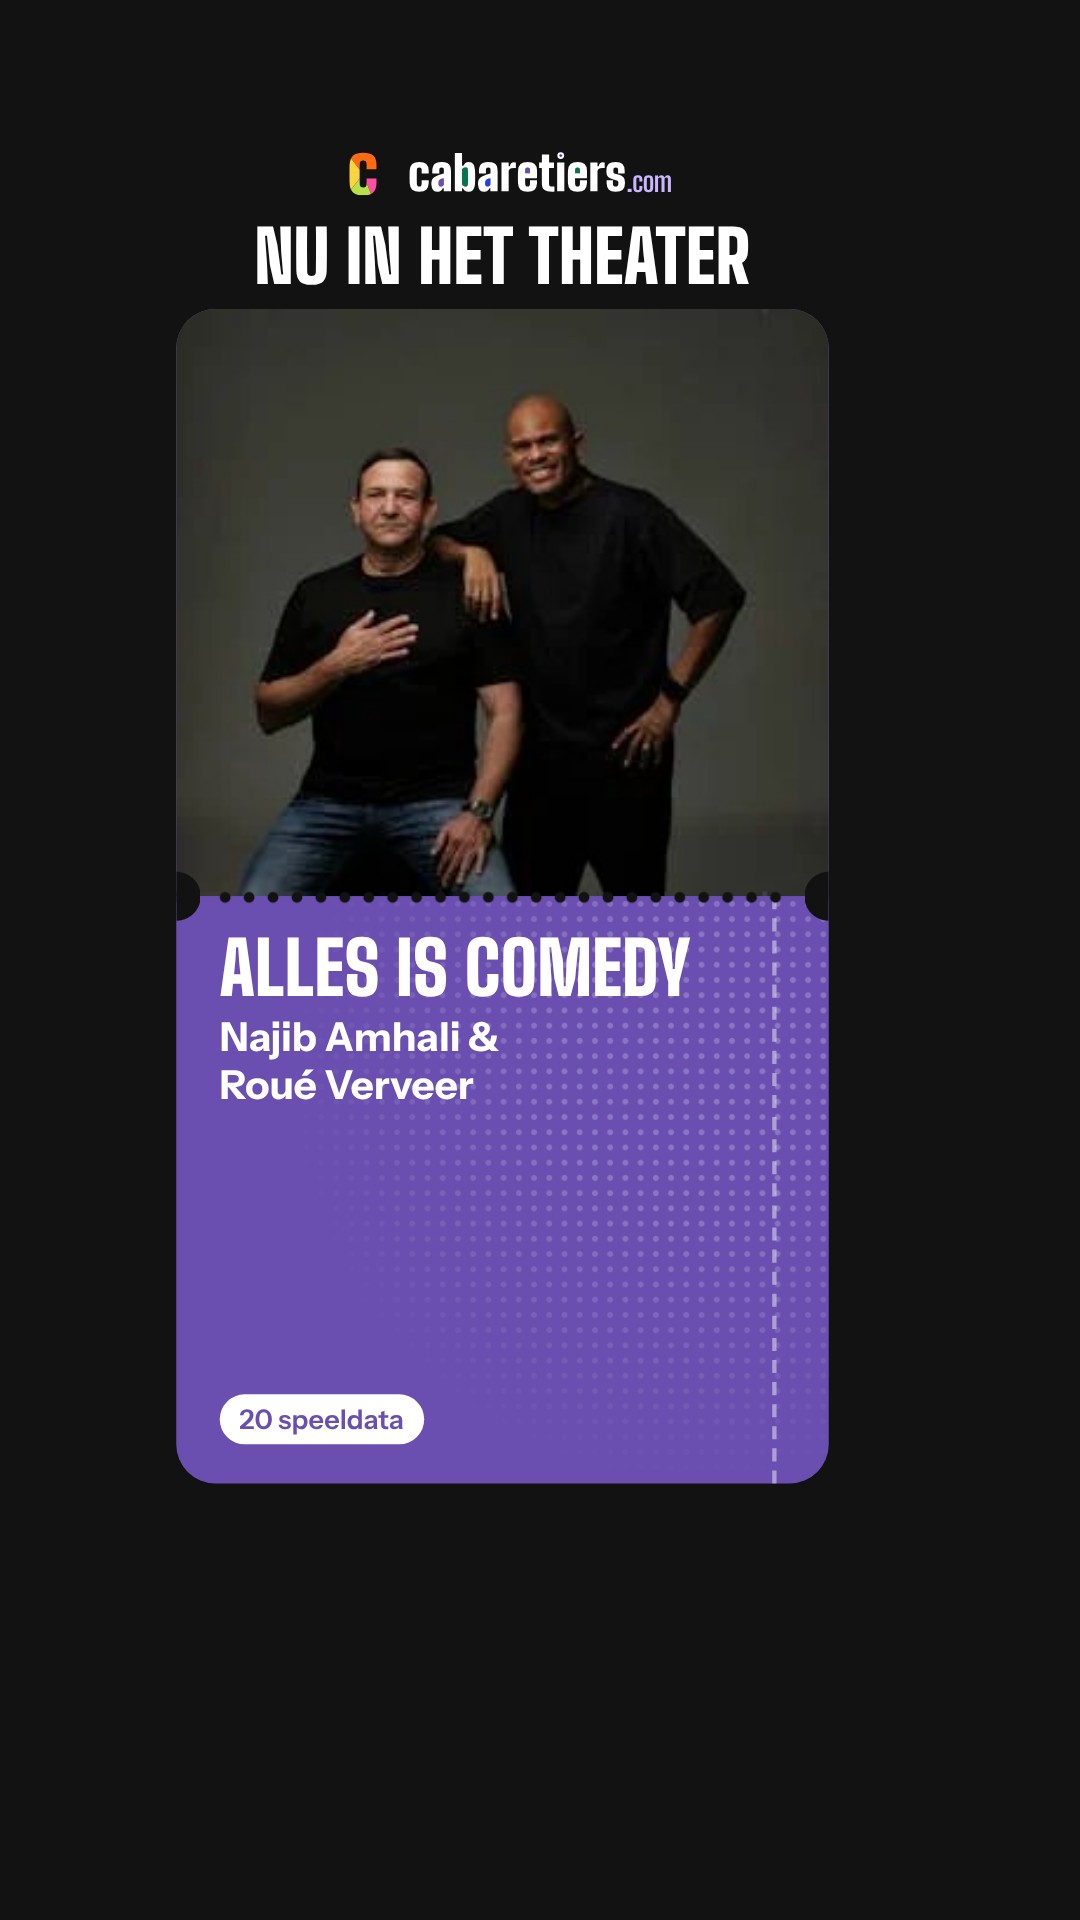 cabaretiers.com
NU IN HET THEATER
ALLES IS COMEDY
Najib Amhali &
Roué Verveer
20 speeldata